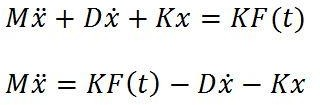 Mẍ + Dẋ + Kx = KF(t)
Mẍ = KF(t) − Dẋ − Kx